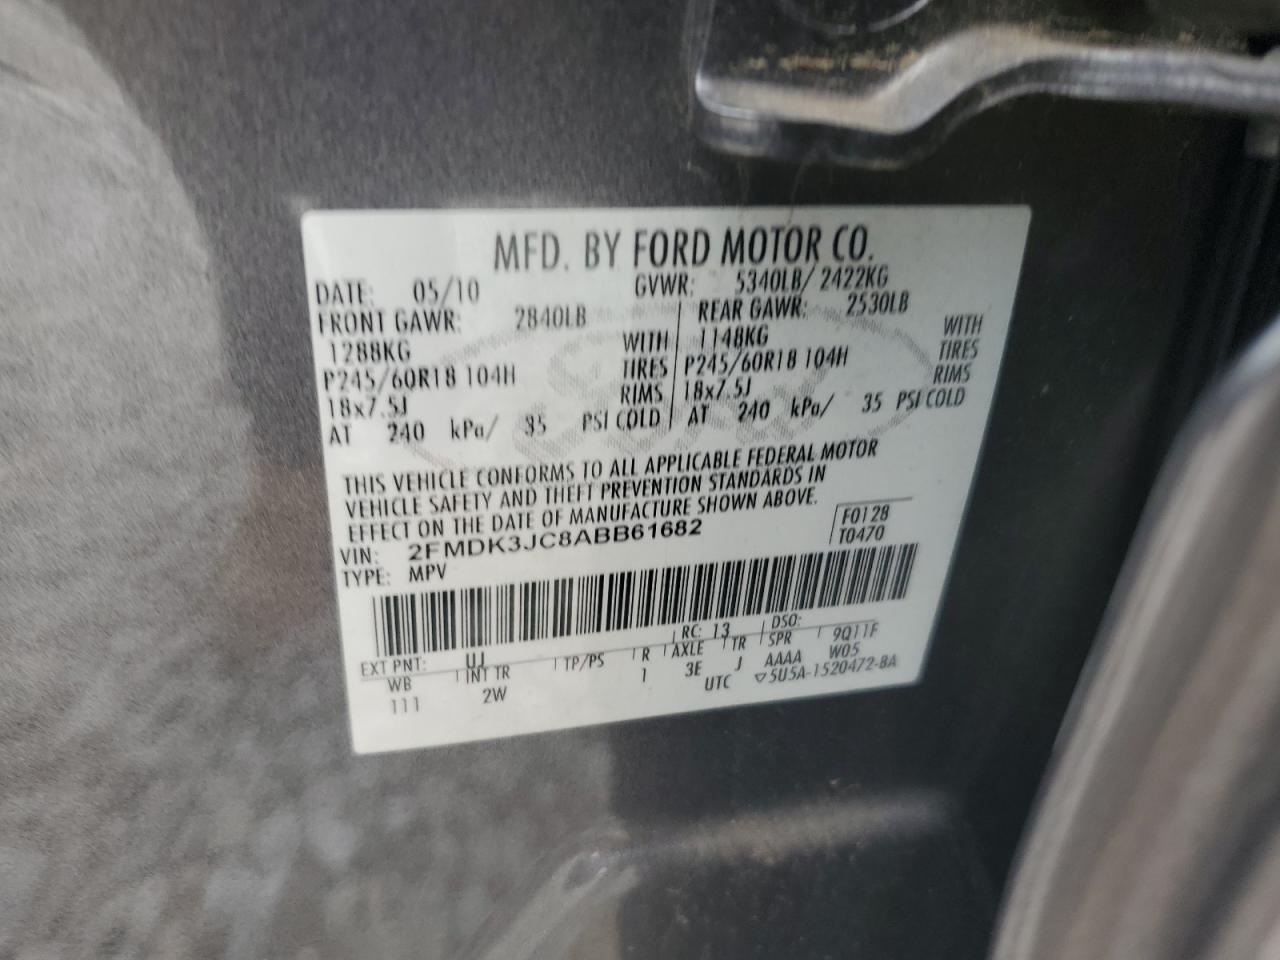 MFD. BY FORD MOTOR CO.
DATE: 05/10 GVWR: 5340LB/ 2422KG
FRONT GAWR: 2840LB REAR GAWR: 2530LB
1288KG WITH 1148KG WITH
P245/60R18 104H TIRES P245/60R18 104H TIRES
18x7.5J RIMS 18x7.5J RIMS
AT 240 kPa/ 35 PSI COLD AT 240 kPa/ 35 PSI COLD
THIS VEHICLE CONFORMS TO ALL APPLICABLE FEDERAL MOTOR
VEHICLE SAFETY AND THEFT PREVENTION STANDARDS IN
EFFECT ON THE DATE OF MANUFACTURE SHOWN ABOVE.
VIN: 2FMDK3JC8ABB61682 F0128
TYPE: MPV T0470
EXT PNT: UJ RC: 13 DSO:
WB INT TR TP/PS R AXLE TR SPR 9Q11F
111 2W 1 3E J AAAA W05
UTC ▽5U5A-1520472-BA